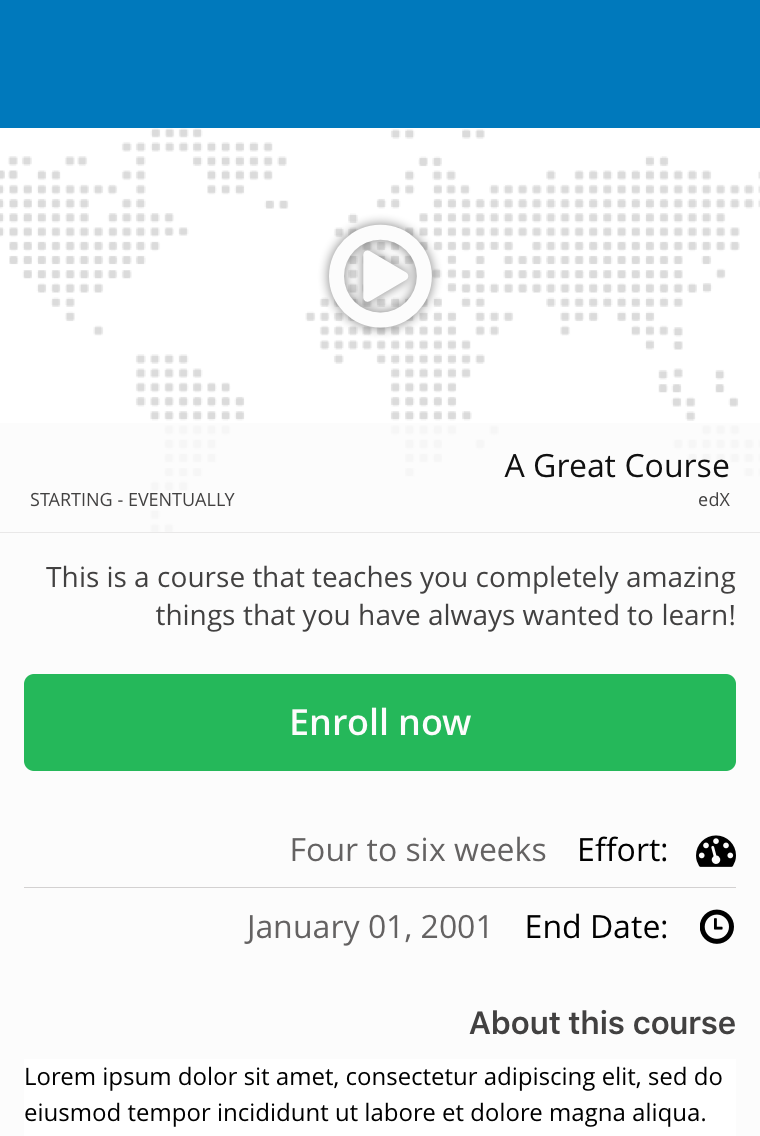 A Great Course
STARTING - EVENTUALLY
edX
This is a course that teaches you completely amazing
things that you have always wanted to learn!
Enroll now
Four to six weeks Effort:
January 01, 2001 End Date:
About this course
Lorem ipsum dolor sit amet, consectetur adipiscing elit, sed do
eiusmod tempor incididunt ut labore et dolore magna aliqua.